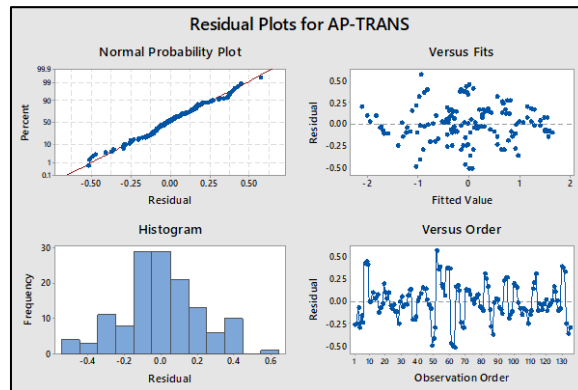 Residual Plots for AP-TRANS
Normal Probability Plot
99.9
99
90
50
10
1
0.1
Percent
-0.50 -0.25 0.00 0.25 0.50
Residual
Versus Fits
0.50
0.25
0.00
-0.25
-0.50
Residual
-2 -1 0 1 2
Fitted Value
Histogram
30
20
10
0
Frequency
-0.4 -0.2 0.0 0.2 0.4 0.6
Residual
Versus Order
0.50
0.25
0.00
-0.25
-0.50
Residual
1 10 20 30 40 50 60 70 80 90 100 110 120 130
Observation Order